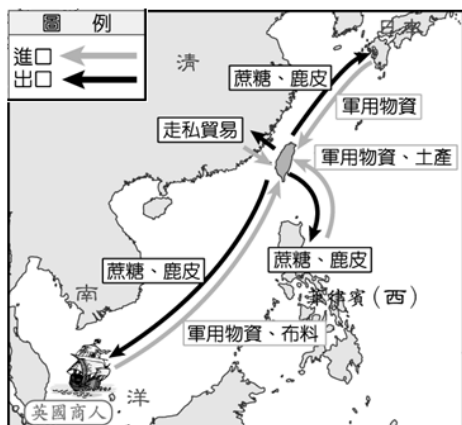 圖例
進口
出口
日本
清
蔗糖、鹿皮
軍用物資
走私貿易
軍用物資、土產
蔗糖、鹿皮
蔗糖、鹿皮
菲律賓(西)
南
軍用物資、布料
洋
英國商人